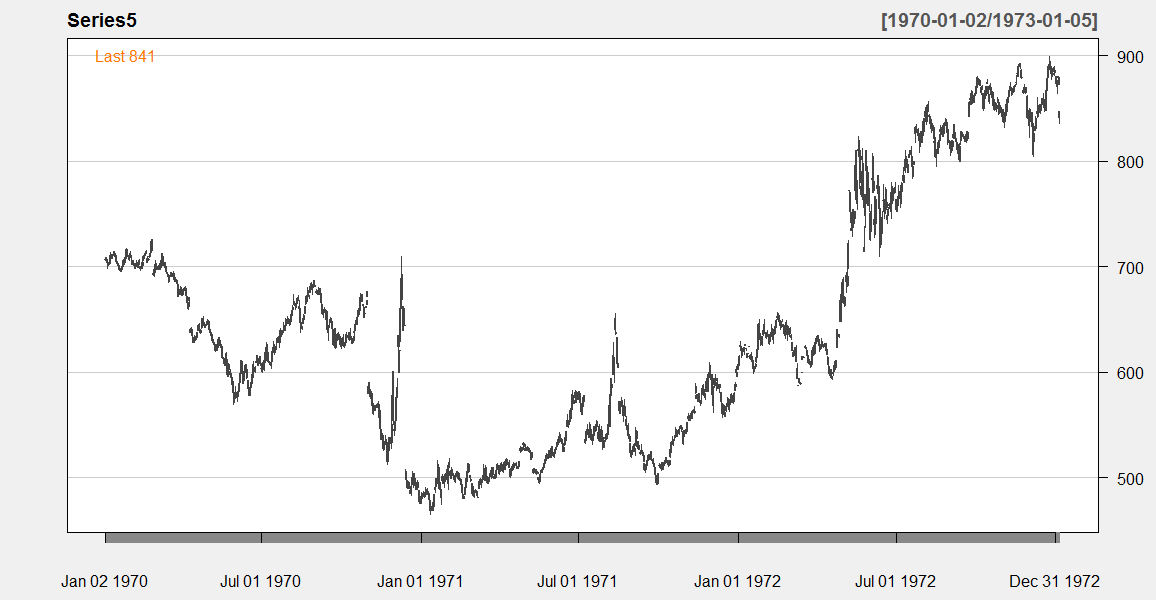 Series5 [1970-01-02/1973-01-05]
Last 841
900
800
700
600
500
Jan 02 1970 Jul 01 1970 Jan 01 1971 Jul 01 1971 Jan 01 1972 Jul 01 1972 Dec 31 1972